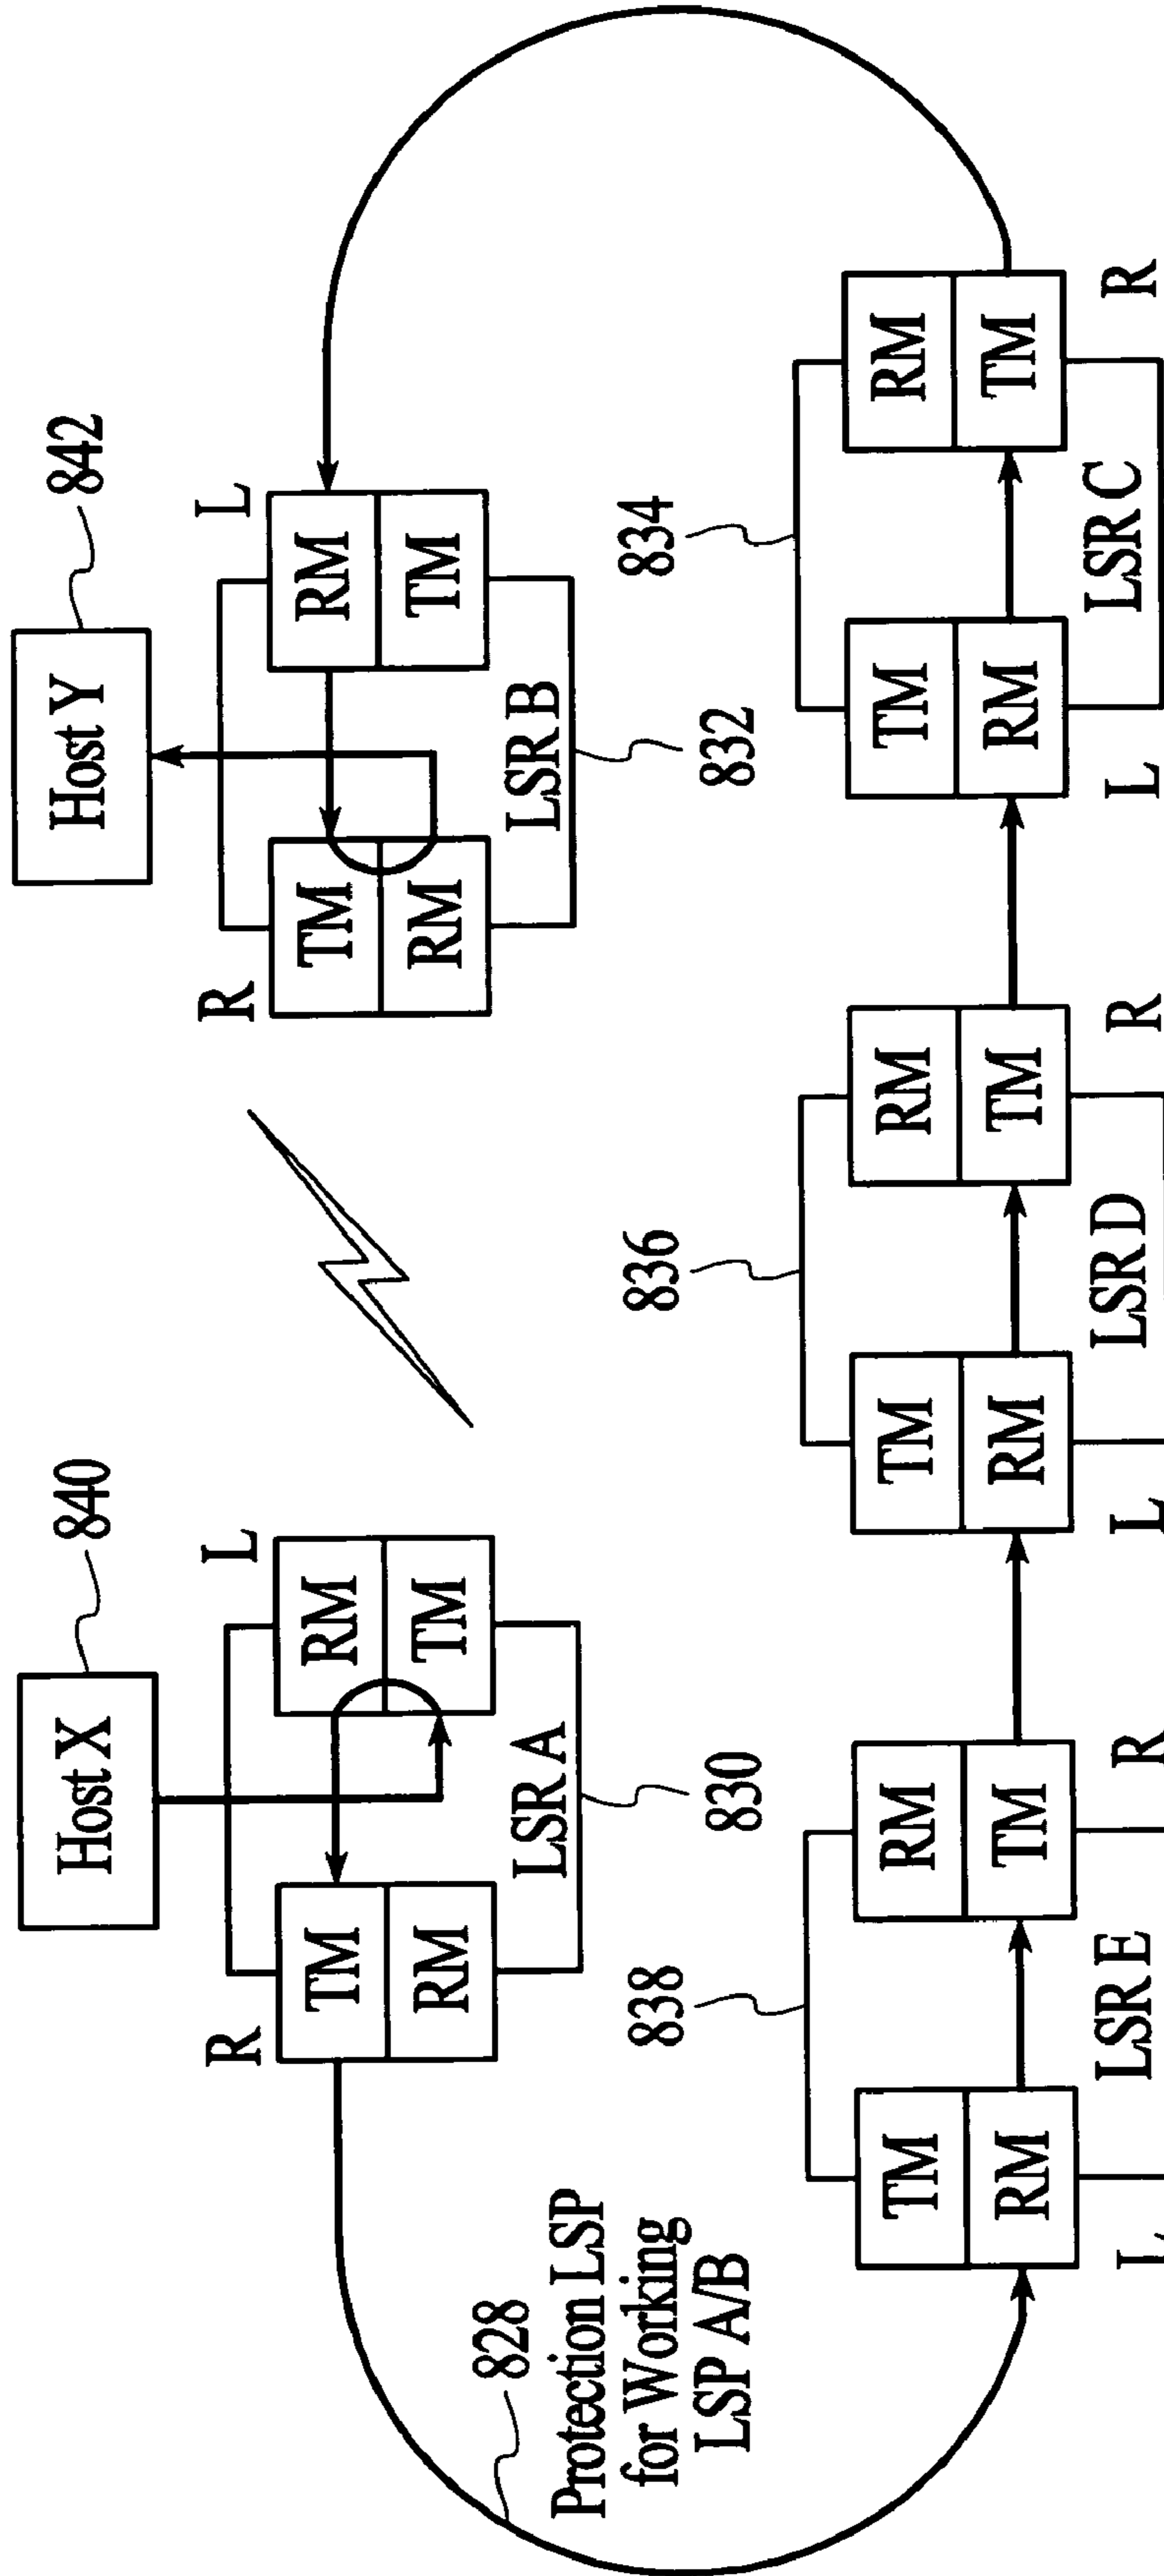 Host X
840
Host Y
842
R
L
R
L
TM
RM
TM
RM
RM
TM
RM
TM
LSR A
LSR B
828
Protection LSP
for Working
LSP A/B
830
832
838
836
834
TM
RM
TM
RM
TM
RM
RM
TM
RM
TM
RM
TM
L
LSR E
R
L
LSR D
R
L
LSR C
R